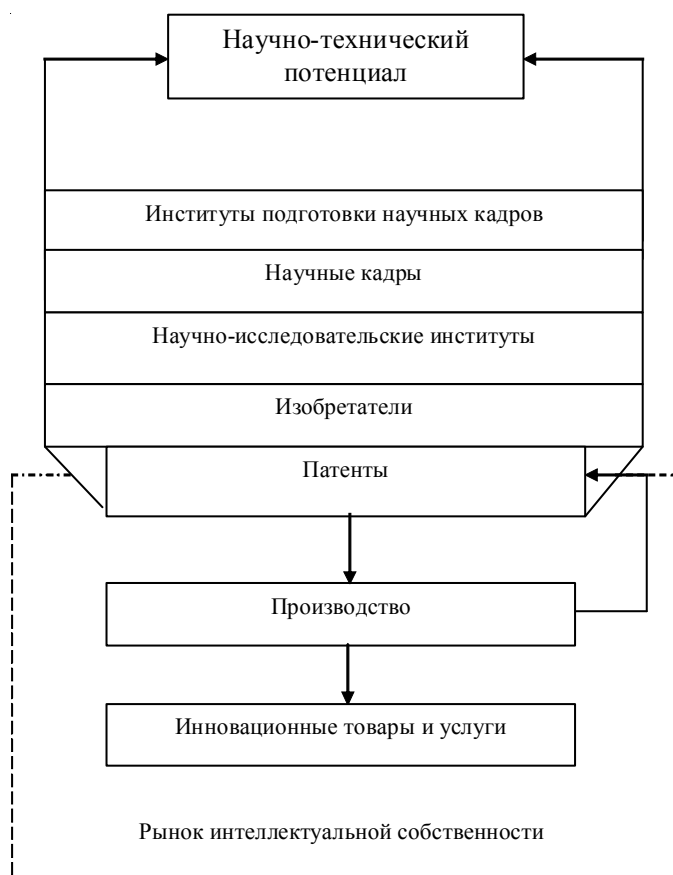 Научно-технический
потенциал
Институты подготовки научных кадров
Научные кадры
Научно-исследовательские институты
Изобретатели
Патенты
Производство
Инновационные товары и услуги
Рынок интеллектуальной собственности